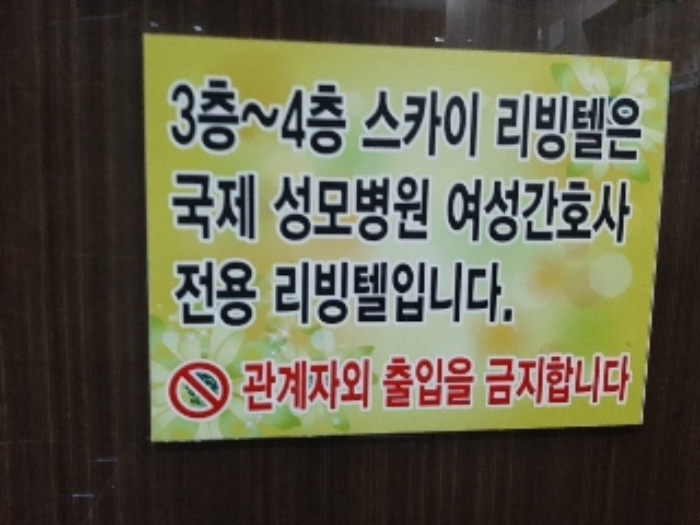 3층~4층 스카이 리빙텔은
국제 성모병원 여성간호사
전용 리빙텔입니다.
관계자외 출입을 금지합니다